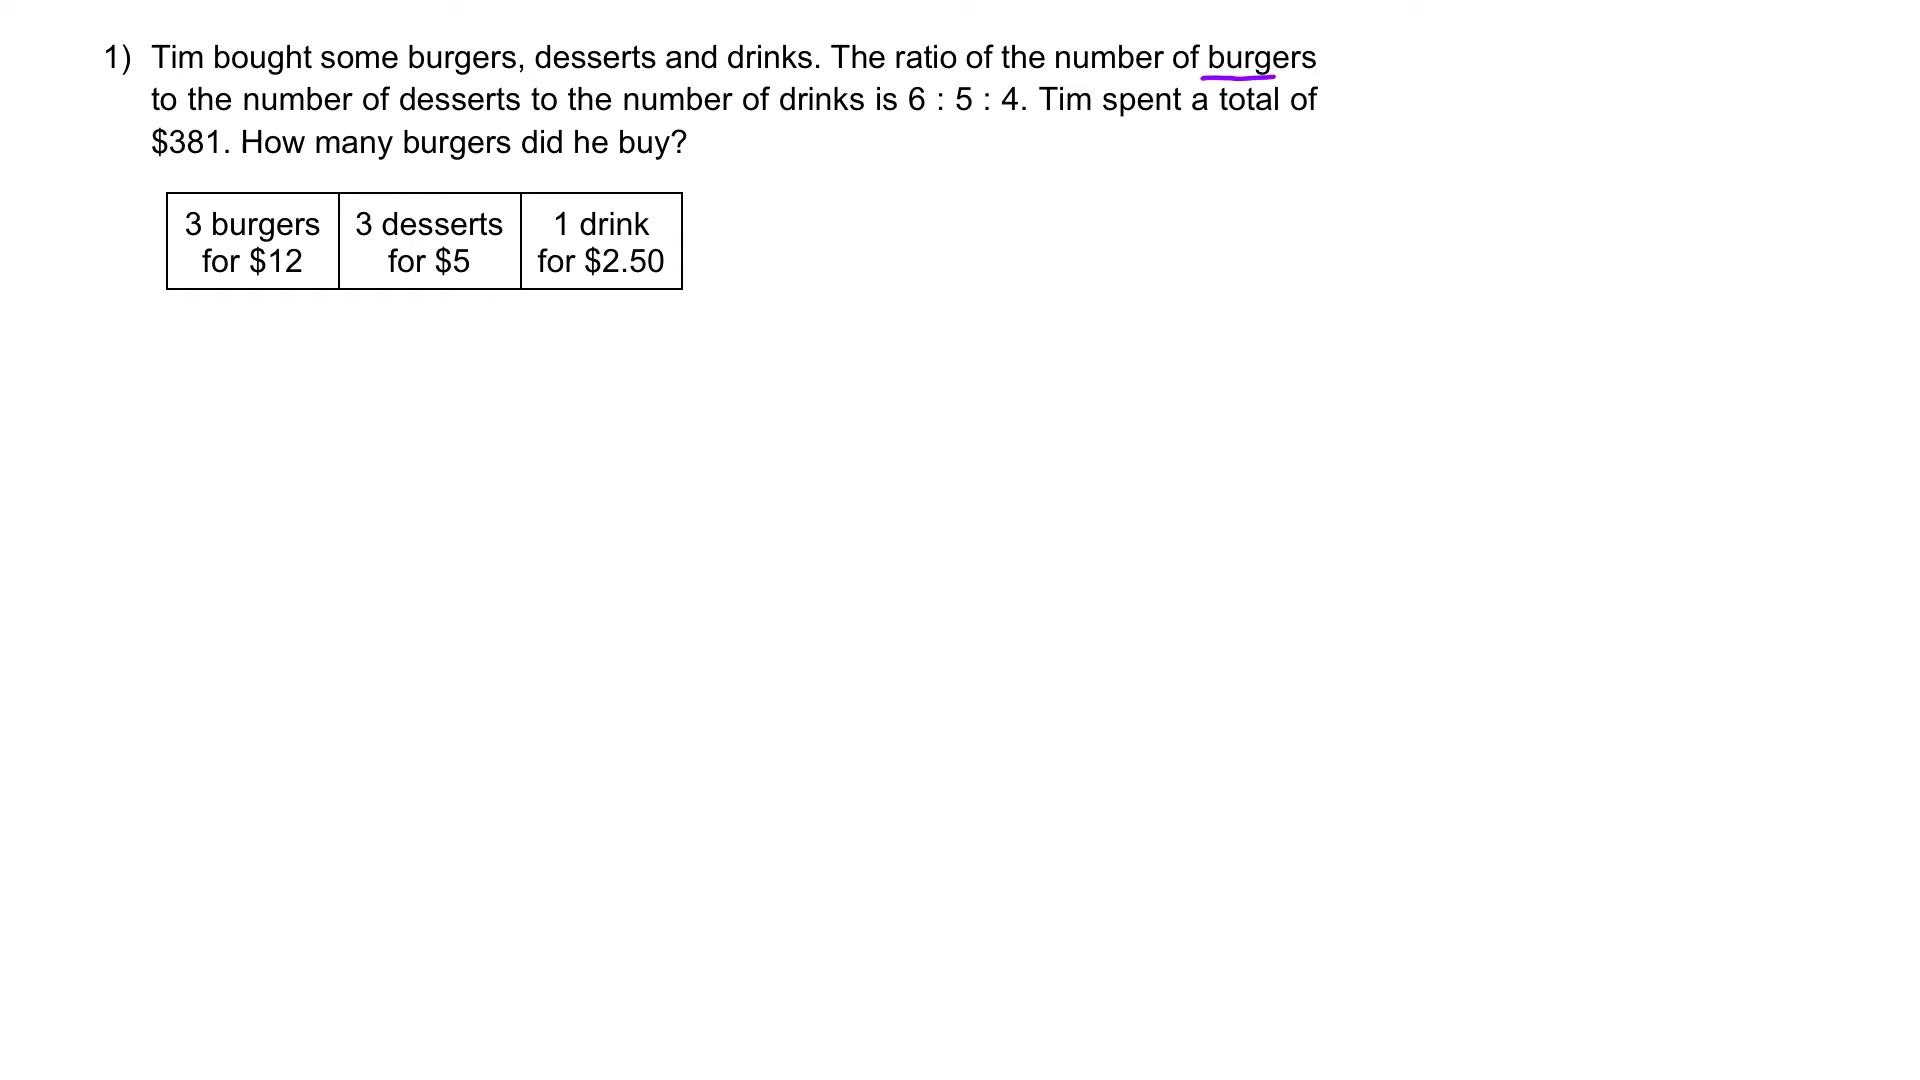 1) Tim bought some burgers, desserts and drinks. The ratio of the number of burgers
to the number of desserts to the number of drinks is 6 : 5 : 4. Tim spent a total of
$381. How many burgers did he buy?
3 burgers
for $12
3 desserts
for $5
1 drink
for $2.50